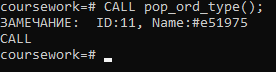 coursework=# CALL pop_ord_type();
ЗАМЕЧАНИЕ:  ID:11, Name:#e51975
CALL
coursework=#